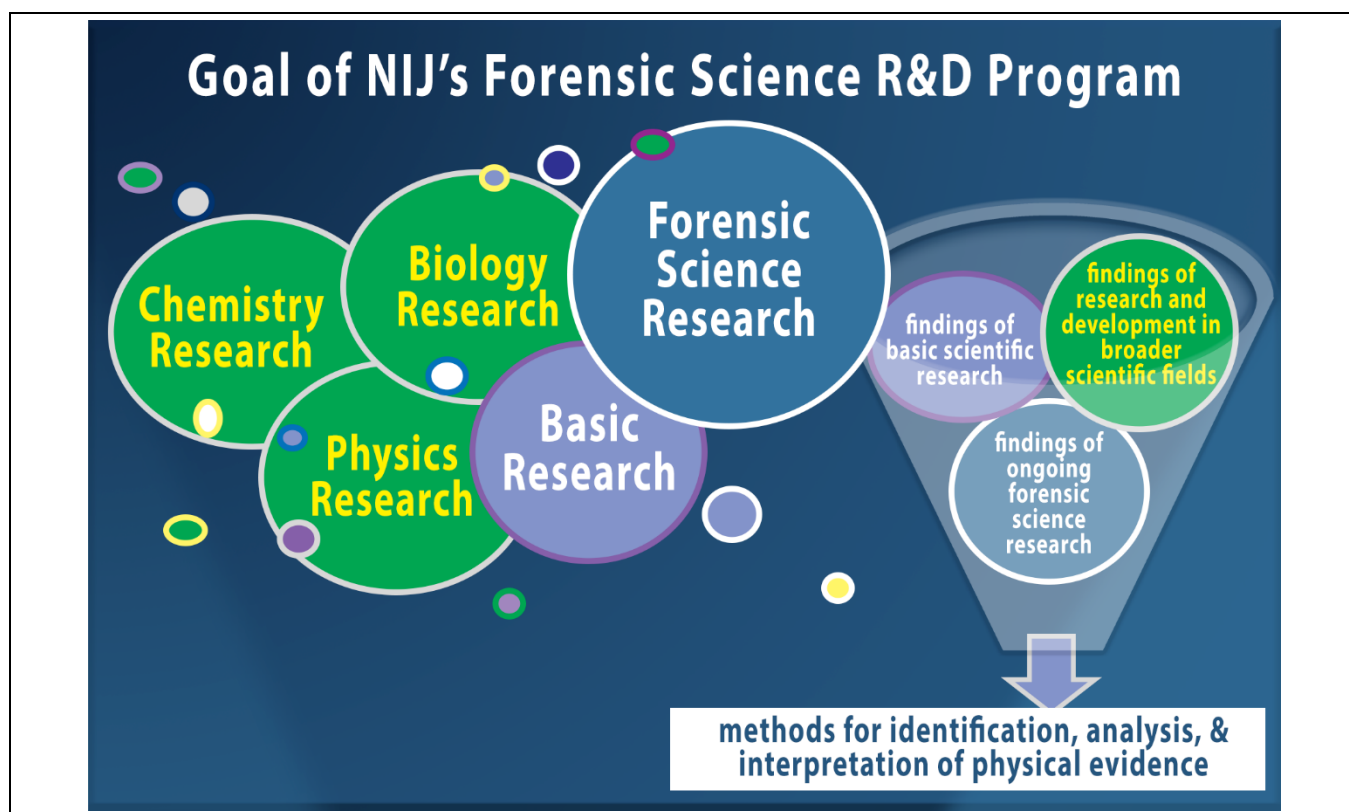 Goal of NIJ's Forensic Science R&D Program
Chemistry
Research
Biology
Research
Physics
Research
Basic
Research
Forensic
Science
Research
findings of
basic scientific
research
findings of
research and
development in
broader
scientific fields
findings of
ongoing
forensic
science
research
methods for identification, analysis, &
interpretation of physical evidence